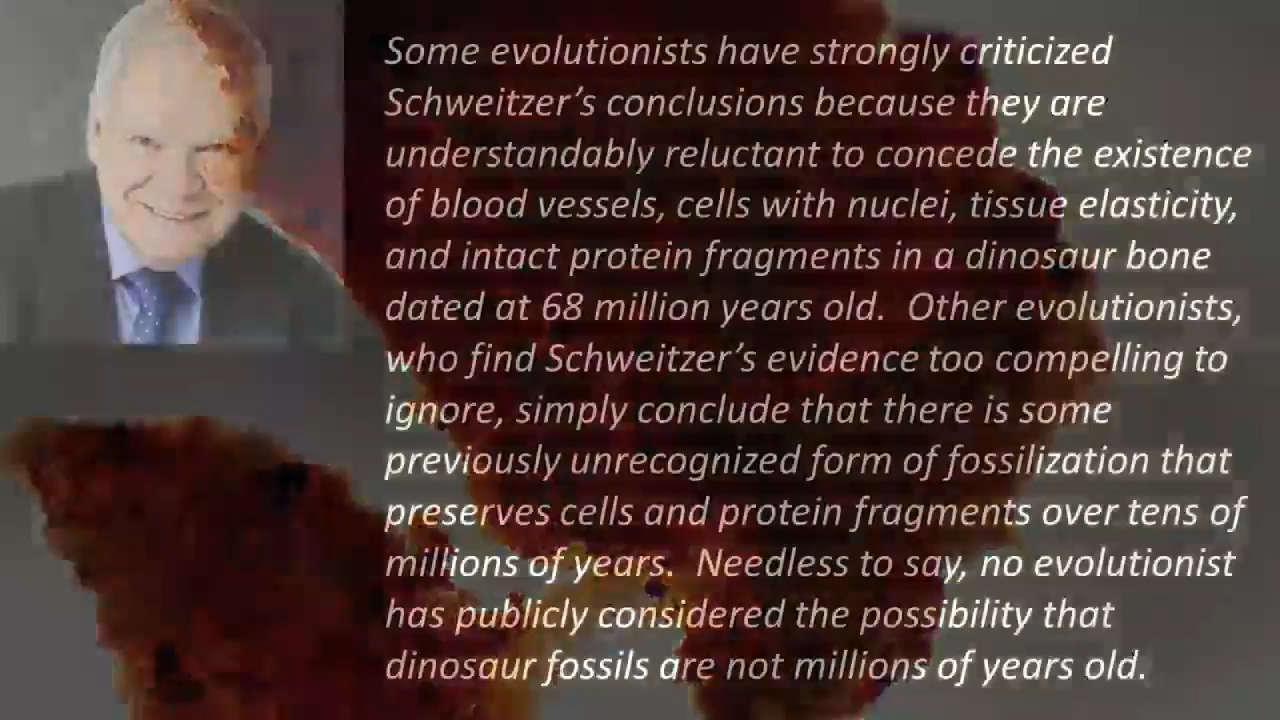 Some evolutionists have strongly criticized
Schweitzer’s conclusions because they are
understandably reluctant to concede the existence
of blood vessels, cells with nuclei, tissue elasticity,
and intact protein fragments in a dinosaur bone
dated at 68 million years old.  Other evolutionists,
who find Schweitzer’s evidence too compelling to
ignore, simply conclude that there is some
previously unrecognized form of fossilization that
preserves cells and protein fragments over tens of
millions of years.  Needless to say, no evolutionist
has publicly considered the possibility that
dinosaur fossils are not millions of years old.